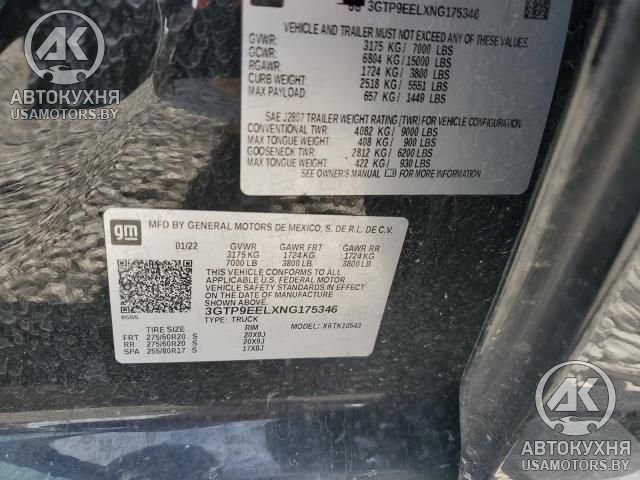 AK
АВТОКУХНЯ
USAMOTORS.BY
3GTP9EELXNG175346
VEHICLE AND TRAILER MUST NOT EXCEED ANY OF THESE VALUES.
GVWR: 3175 KG / 7000 LBS
GCWR: 6804 KG / 15000 LBS
RGAWR: 1724 KG / 3800 LBS
CURB WEIGHT: 2518 KG / 5551 LBS
MAX PAYLOAD: 657 KG / 1449 LBS
SAE J2807 TRAILER WEIGHT RATING (TWR) FOR VEHICLE CONFIGURATION.
CONVENTIONAL TWR: 4082 KG / 9000 LBS
MAX TONGUE WEIGHT: 408 KG / 900 LBS
GOOSENECK TWR: 2812 KG / 6200 LBS
MAX TONGUE WEIGHT: 422 KG / 930 LBS
SEE OWNER'S MANUAL FOR MORE INFORMATION
gm MFD BY GENERAL MOTORS DE MEXICO, S. DE R.L. DE C.V.
01/22 GVWR GAWR FRT GAWR RR
3175 KG 1724 KG 1724 KG
7000 LB 3800 LB 3800 LB
THIS VEHICLE CONFORMS TO ALL
APPLICABLE U.S. FEDERAL MOTOR
VEHICLE SAFETY STANDARDS IN EFFECT
ON THE DATE OF MANUFACTURE
SHOWN ABOVE.
3GTP9EELXNG175346
TYPE: TRUCK MODEL: X6TK10543
TIRE SIZE RIM
FRT 275/60R20 S 20X9J
RR 275/60R20 S 20X9J
SPA 255/80R17 S 17X8J
AK
АВТОКУХНЯ
USAMOTORS.BY